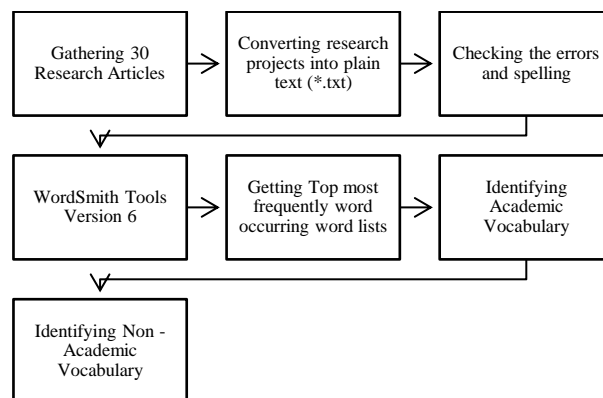 Gathering 30
Research Articles
Converting research
projects into plain
text (*.txt)
Checking the errors
and spelling
WordSmith Tools
Version 6
Getting Top most
frequently word
occurring word lists
Identifying
Academic
Vocabulary
Identifying Non -
Academic
Vocabulary